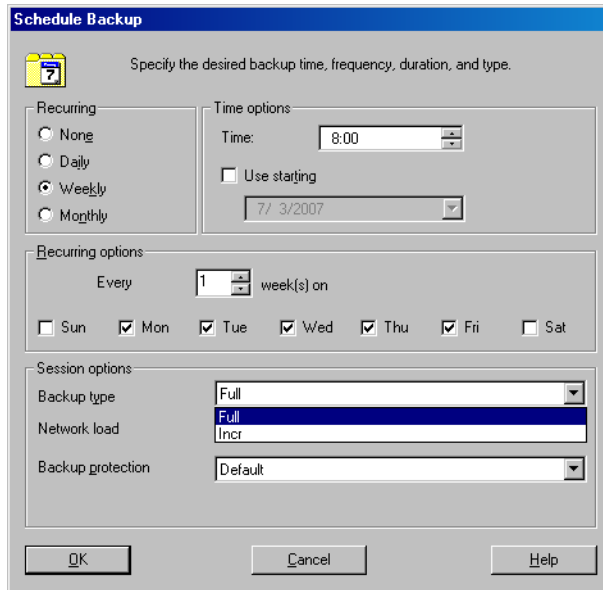 Schedule Backup
7
Specify the desired backup time, frequency, duration, and type.
Recurring
None
Daily
Weekly
Monthly
Time options
Time: 8:00
Use starting
7/ 3/2007
Recurring options
Every 1 week(s) on
Sun Mon Tue Wed Thu Fri Sat
Session options
Backup type Full
Full
Network load
Incr
Backup protection Default
OK Cancel Help